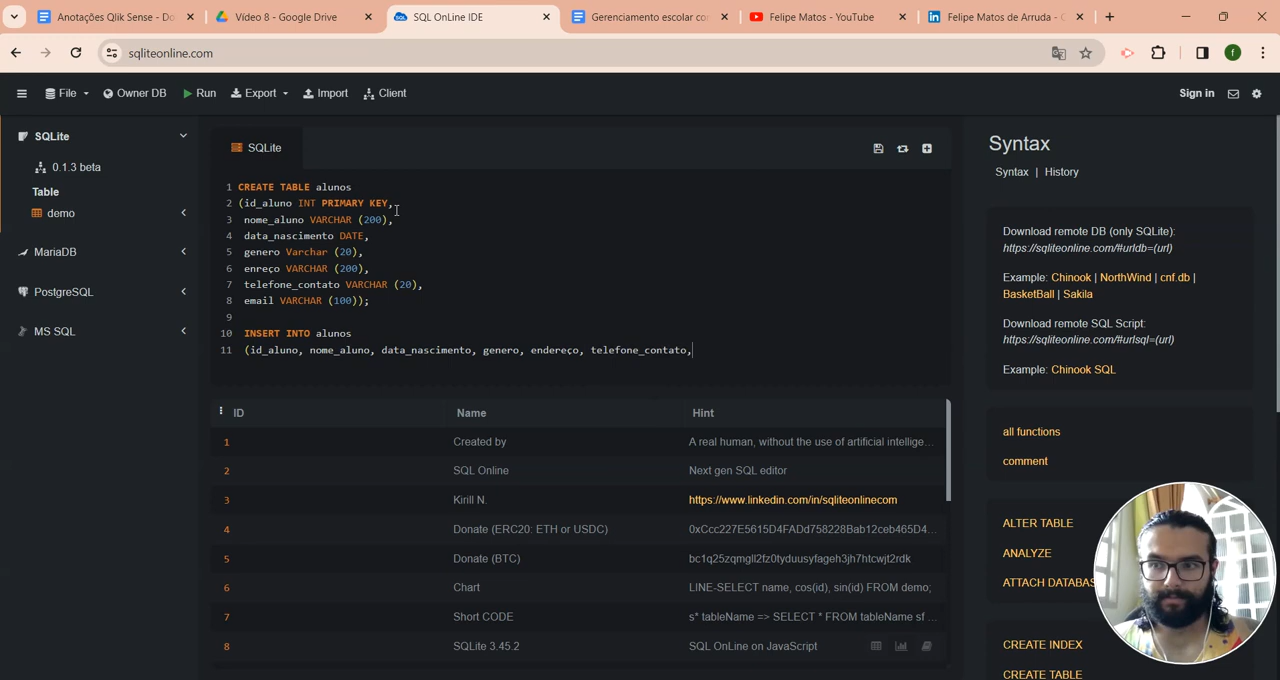 Anotações Qlik Sense - Do
Vídeo 8 - Google Drive
SQL OnLine IDE
Gerenciamento escolar co
Felipe Matos - YouTube
Felipe Matos de Arruda - 
sqliteonline.com
f
File
Owner DB
Run
Export
Import
Client
Sign in
SQLite
0.1.3 beta
Table
demo
MariaDB
PostgreSQL
MS SQL
SQLite
1 CREATE TABLE alunos
2 (id_aluno INT PRIMARY KEY,
3 nome_aluno VARCHAR (200),
4 data_nascimento DATE,
5 genero Varchar (20),
6 enreço VARCHAR (200),
7 telefone_contato VARCHAR (20),
8 email VARCHAR (100));
9
10 INSERT INTO alunos
11 (id_aluno, nome_aluno, data_nascimento, genero, endereço, telefone_contato,
ID Name Hint
1 Created by A real human, without the use of artificial intellige...
2 SQL Online Next gen SQL editor
3 Kirill N. https://www.linkedin.com/in/sqliteonlinecom
4 Donate (ERC20: ETH or USDC) 0xCcc227E5615D4FADd758228Bab12ceb465D4...
5 Donate (BTC) bc1q25zqmgll2fz0tyduusyfageh3jh7htcwjt2rdk
6 Chart LINE-SELECT name, cos(id), sin(id) FROM demo;
7 Short CODE s* tableName => SELECT * FROM tableName sf ...
8 SQLite 3.45.2 SQL OnLine on JavaScript
Syntax
Syntax | History
Download remote DB (only SQLite):
https://sqliteonline.com/#urldb=(url)
Example: Chinook | NorthWind | cnf.db |
BasketBall | Sakila
Download remote SQL Script:
https://sqliteonline.com/#urlsql=(url)
Example: Chinook SQL
all functions
comment
ALTER TABLE
ANALYZE
ATTACH DATABAS
CREATE INDEX
CREATE TABLE